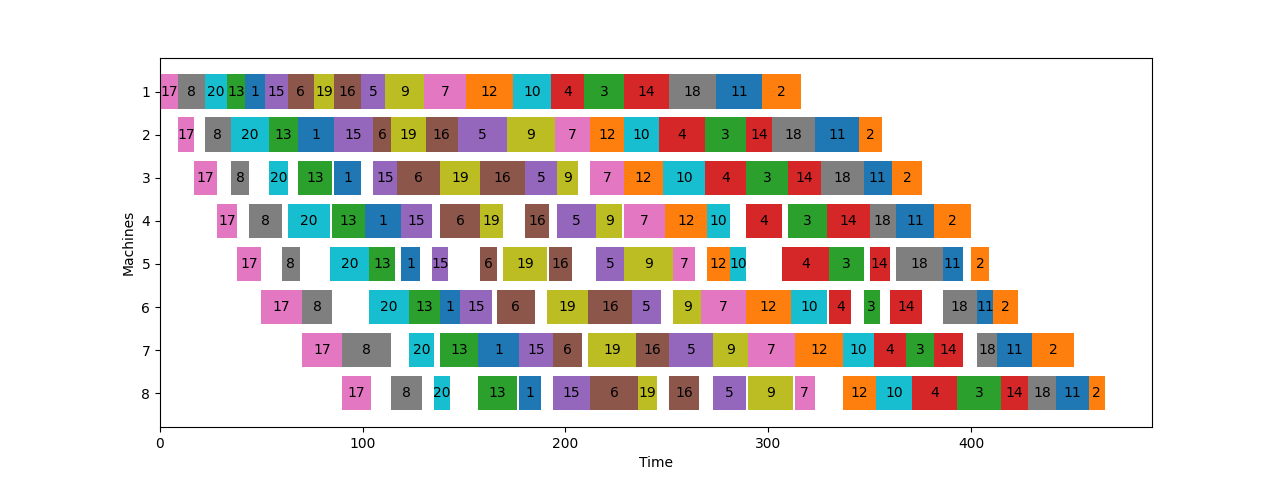 1 17 8 20 13 1 15 6 19 16 5 9 7 12 10 4 3 14 18 11 2
2 17 8 20 13 1 15 6 19 16 5 9 7 12 10 4 3 14 18 11 2
3 17 8 20 13 1 15 6 19 16 5 9 7 12 10 4 3 14 18 11 2
4 17 8 20 13 1 15 6 19 16 5 9 7 12 10 4 3 14 18 11 2
5 17 8 20 13 1 15 6 19 16 5 9 7 12 10 4 3 14 18 11 2
6 17 8 20 13 1 15 6 19 16 5 9 7 12 10 4 3 14 18 11 2
7 17 8 20 13 1 15 6 19 16 5 9 7 12 10 4 3 14 18 11 2
8 17 8 20 13 1 15 6 19 16 5 9 7 12 10 4 3 14 18 11 2
Machines
0 100 200 300 400
Time